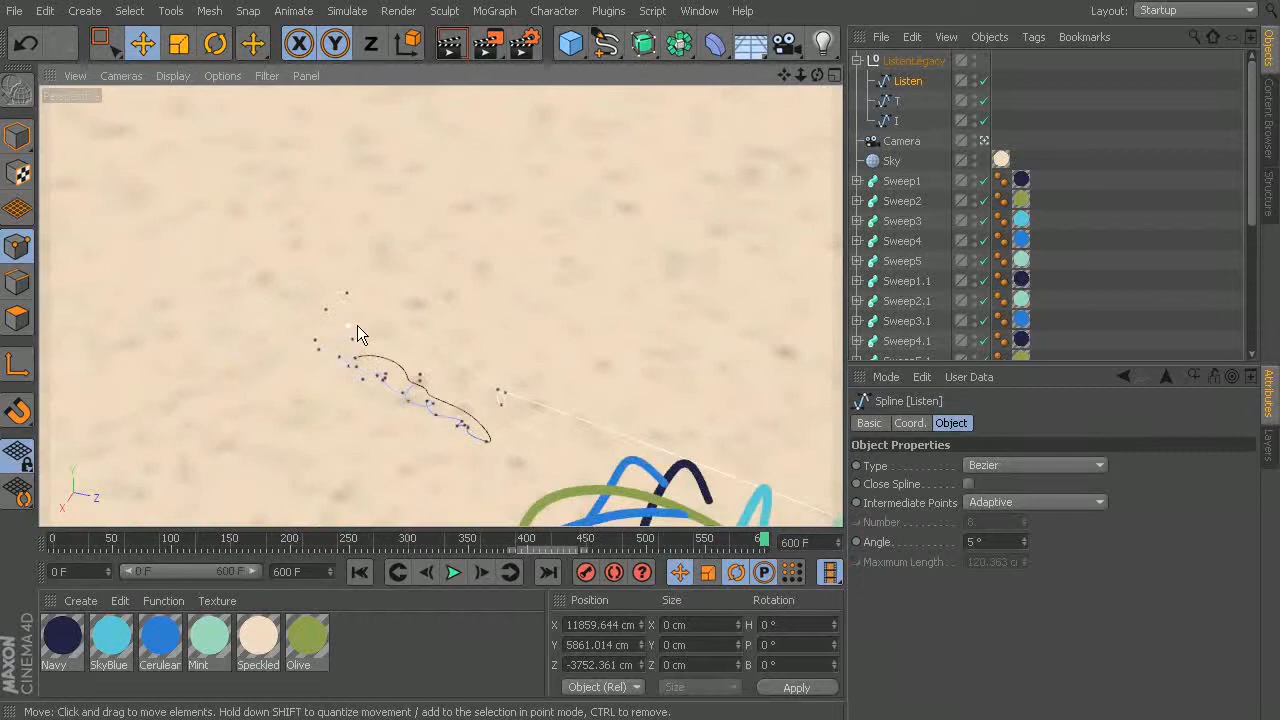 File Edit Create Select Tools Mesh Snap Animate Simulate Render Sculpt MoGraph Character Plugins Script Window Help Layout: Startup
View Cameras Display Options Filter Panel
Perspective
File Edit View Objects Tags Bookmarks
ListenLegacy
Listen
T
I
Camera
Sky
Sweep1
Sweep2
Sweep3
Sweep4
Sweep5
Sweep1.1
Sweep2.1
Sweep3.1
Sweep4.1
Objects
Content Browser
Structure
Mode Edit User Data
Spline [Listen]
Basic Coord. Object
Object Properties
Type Bezier
Close Spline
Intermediate Points Adaptive
Number 8
Angle 5 °
Maximum Length
Attributes
Layers
Y
Z
X
0 50 100 150 200 250 300 350 400 450 500 550 600 F
0 F 0 F 600 F 600 F
Create Edit Function Texture
Navy SkyBlue Cerulear Mint Speckled Olive
Position Size Rotation
X 11859.644 cm X 0 cm H 0 °
Y 5861.014 cm Y 0 cm P 0 °
Z -3752.361 cm Z 0 cm B 0 °
Object (Rel) Size Apply
MAXON
CINEMA 4D
Move: Click and drag to move elements. Hold down SHIFT to quantize movement / add to the selection in point mode, CTRL to remove.